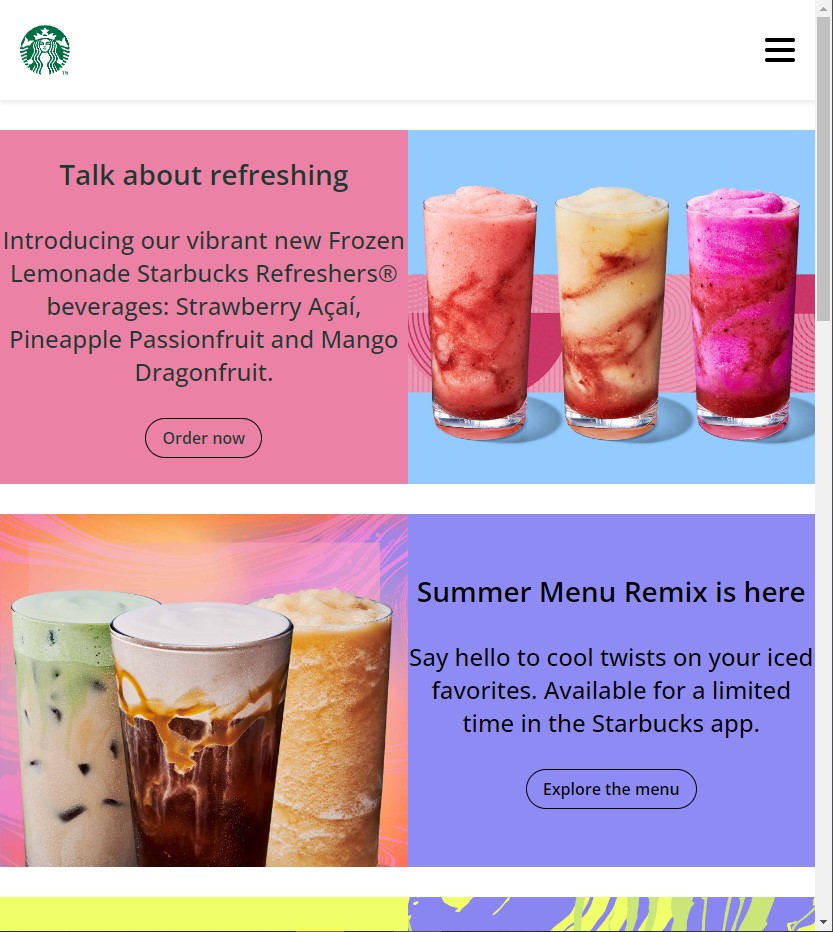 TM
Talk about refreshing
Introducing our vibrant new Frozen
Lemonade Starbucks Refreshers®
beverages: Strawberry Açaí,
Pineapple Passionfruit and Mango
Dragonfruit.
Order now
Summer Menu Remix is here
Say hello to cool twists on your iced
favorites. Available for a limited
time in the Starbucks app.
Explore the menu